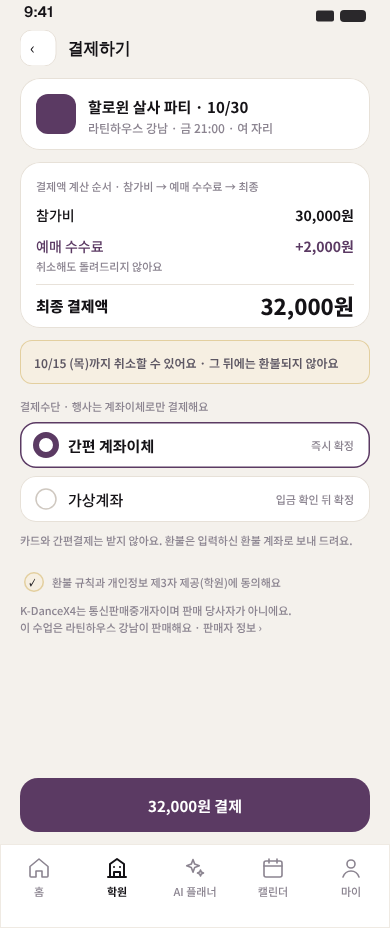 9:41
결제하기
할로윈 살사 파티 · 10/30
라틴하우스 강남 · 금 21:00 · 여 자리
결제액 계산 순서 · 참가비 → 예매 수수료 → 최종
참가비 30,000원
예매 수수료 +2,000원
취소해도 돌려드리지 않아요
최종 결제액 32,000원
10/15 (목)까지 취소할 수 있어요 · 그 뒤에는 환불되지 않아요
결제수단 · 행사는 계좌이체로만 결제해요
간편 계좌이체 즉시 확정
가상계좌 입금 확인 뒤 확정
카드와 간편결제는 받지 않아요. 환불은 입력하신 환불 계좌로 보내 드려요.
✓ 환불 규칙과 개인정보 제3자 제공(학원)에 동의해요
K-DanceX4는 통신판매중개자이며 판매 당사자가 아니에요.
이 수업은 라틴하우스 강남이 판매해요 · 판매자 정보 ›
32,000원 결제
홈 학원 AI 플래너 캘린더 마이